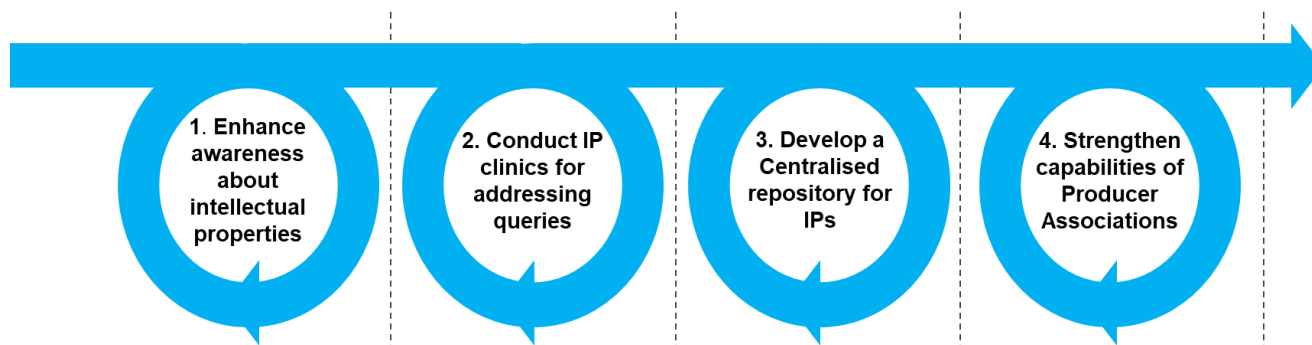 1. Enhance
awareness
about
intellectual
properties
2. Conduct IP
clinics for
addressing
queries
3. Develop a
Centralised
repository for
IPs
4. Strengthen
capabilities of
Producer
Associations